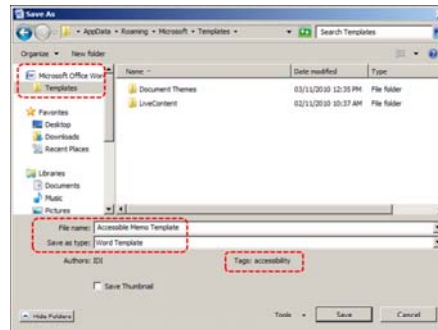 Save As
AppData Roaming Microsoft Templates
Search Templates
Organize New folder
Microsoft Office Wor
Templates
Favorites
Desktop
Downloads
Recent Places
Libraries
Documents
Music
Pictures
Name Date modified Type
Document Themes 03/11/2010 12:35 PM File folder
LiveContent 02/11/2010 10:37 AM File folder
File name: Accessible Memo Template
Save as type: Word Template
Authors: IDI Tags: accessibility
Save Thumbnail
Hide Folders Tools Save Cancel